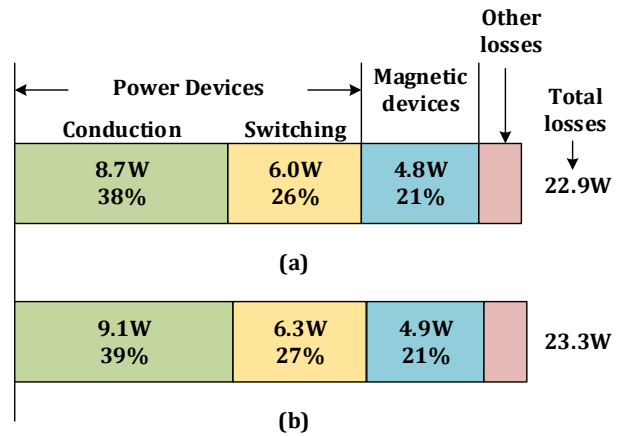 Other
losses
Power Devices
Magnetic
devices
Total
losses
Conduction
Switching
8.7W
38%
6.0W
26%
4.8W
21%
22.9W
(a)
9.1W
39%
6.3W
27%
4.9W
21%
23.3W
(b)